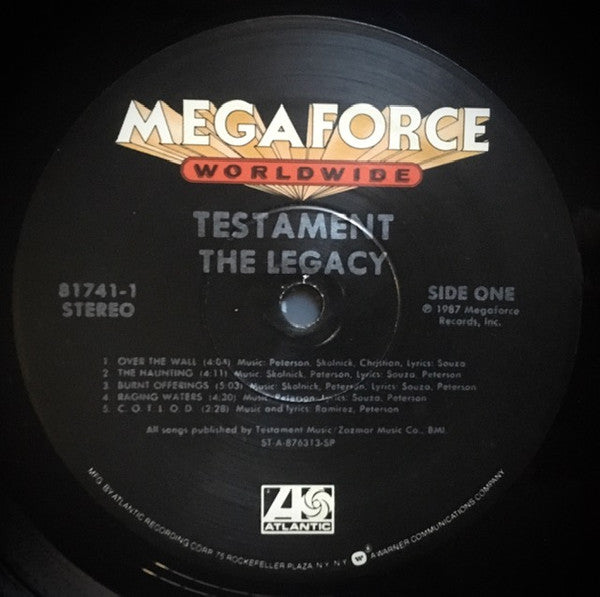 MEGAFORCE
WORLDWIDE
TESTAMENT
THE LEGACY
81741-1
STEREO
SIDE ONE
℗ 1987 Megaforce
Records, Inc.
1. OVER THE WALL (4:04) Music: Peterson, Skolnick, Christian, Lyrics: Souza
2. THE HAUNTING (4:11) Music: Skolnick, Peterson, Lyrics: Souza, Peterson
3. BURNT OFFERINGS (5:03) Music: Skolnick, Peterson, Lyrics: Souza, Peterson
4. RAGING WATERS (4:30) Music: Peterson, Lyrics: Souza
5. C. O. T. L. O. D. (2:28) Music and lyrics: Ramirez, Peterson
All songs published by Testament Music/Zazmar Music Co., BMI.
ST-A-876313-SP
ATLANTIC
MFG. BY ATLANTIC RECORDING CORP. 75 ROCKEFELLER PLAZA, N.Y. N.Y. A WARNER COMMUNICATIONS COMPANY